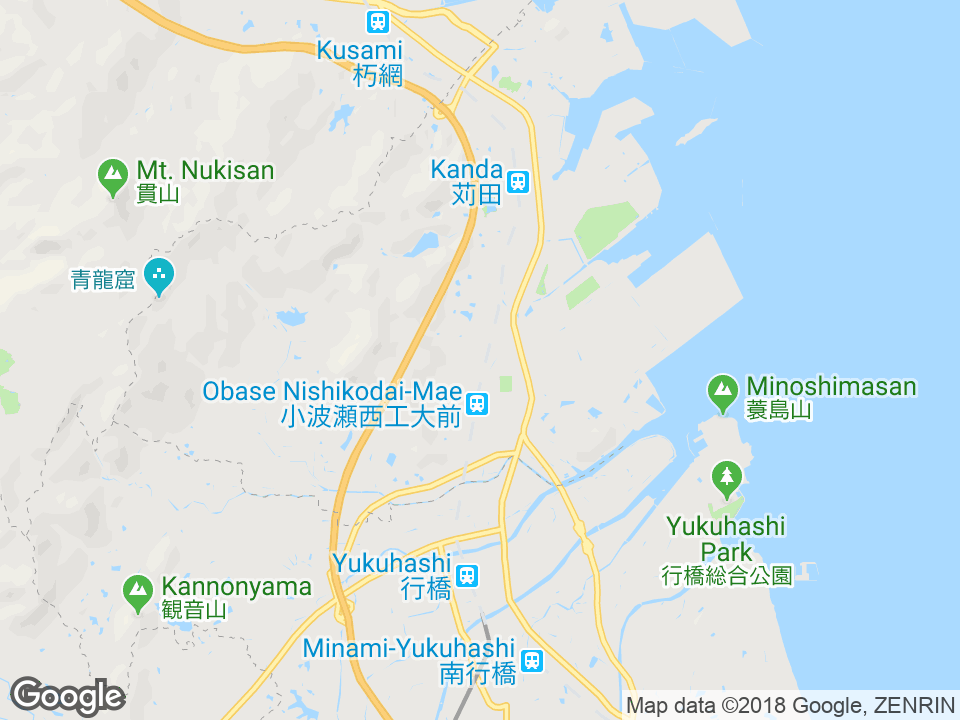 Kusami
朽網
Mt. Nukisan
貫山
Kanda
苅田
青龍窟
Obase Nishikodai-Mae
小波瀬西工大前
Minoshimasan
蓑島山
Yukuhashi
Park
行橋総合公園
Yukuhashi
行橋
Kannonyama
観音山
Minami-Yukuhashi
南行橋
Google
Map data ©2018 Google, ZENRIN